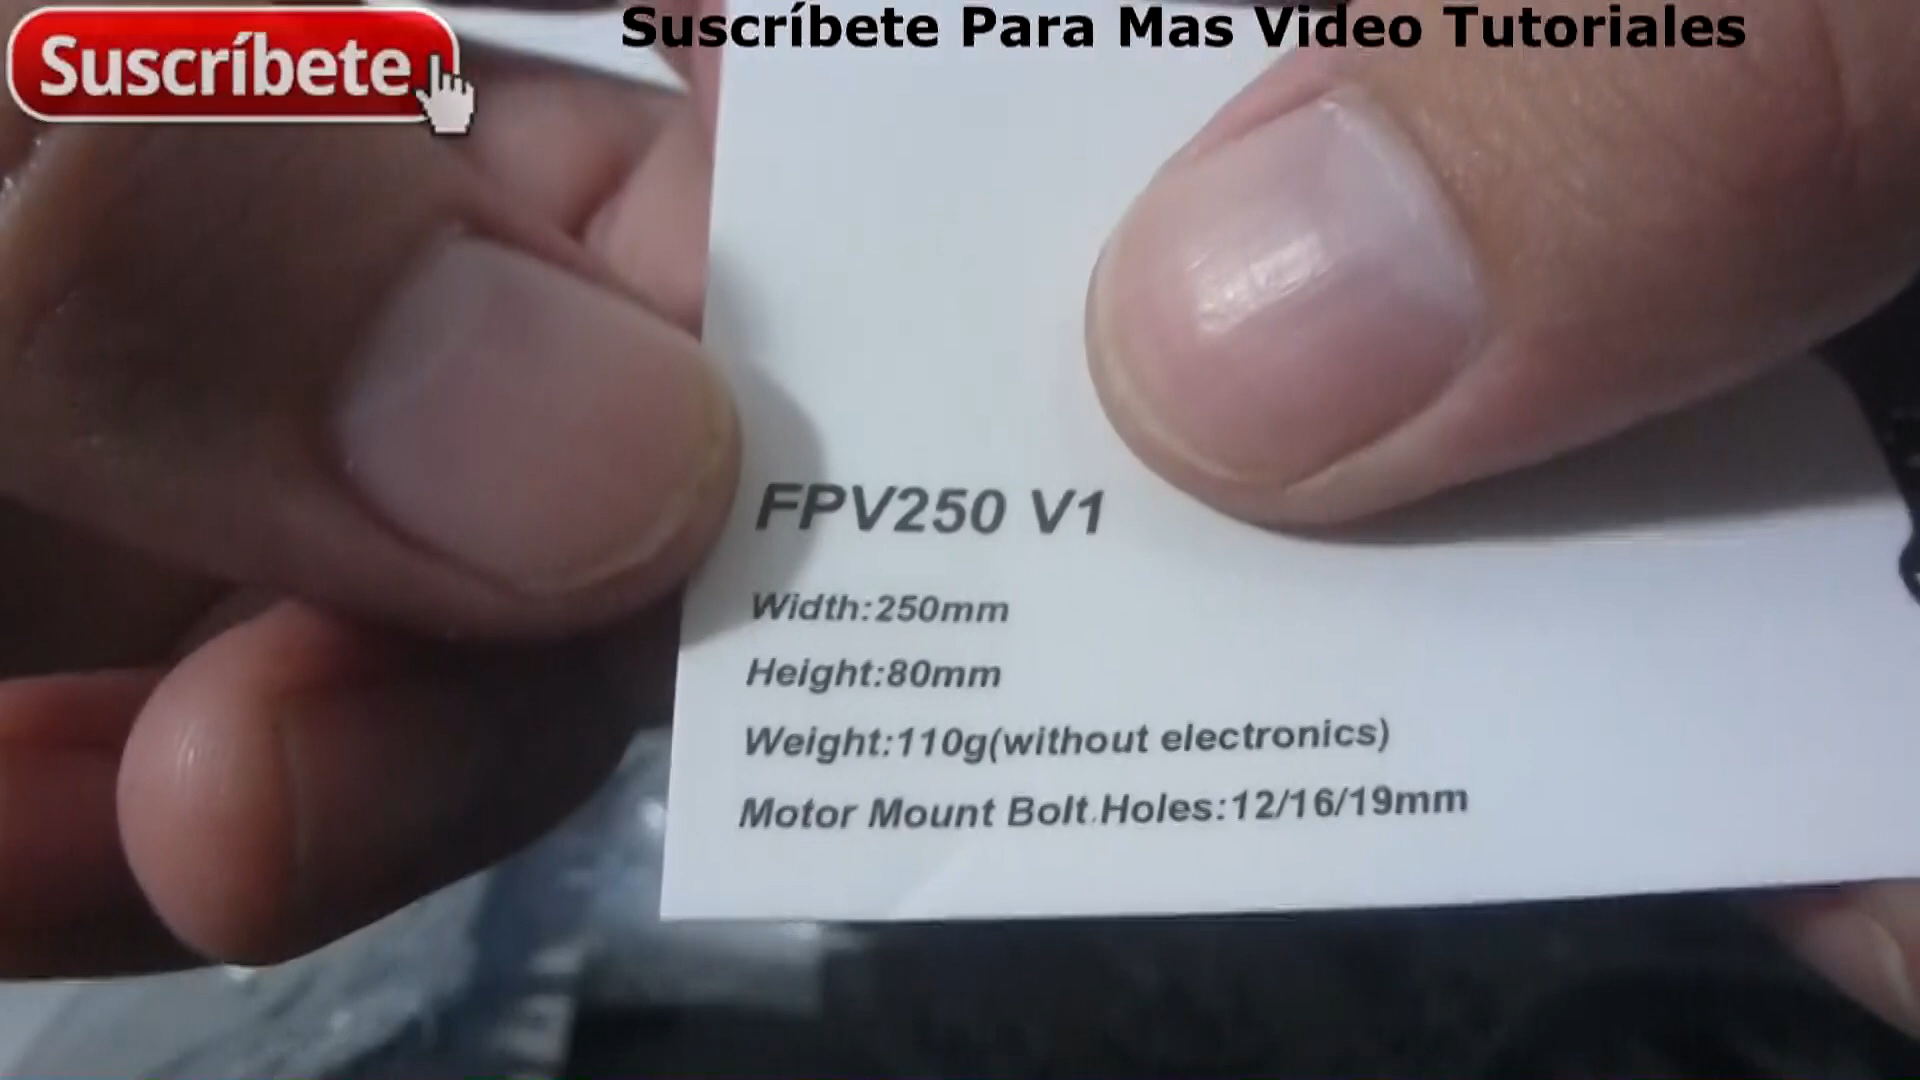 Suscríbete
Suscríbete Para Mas Video Tutoriales
FPV250 V1
Width:250mm
Height:80mm
Weight:110g(without electronics)
Motor Mount Bolt Holes:12/16/19mm